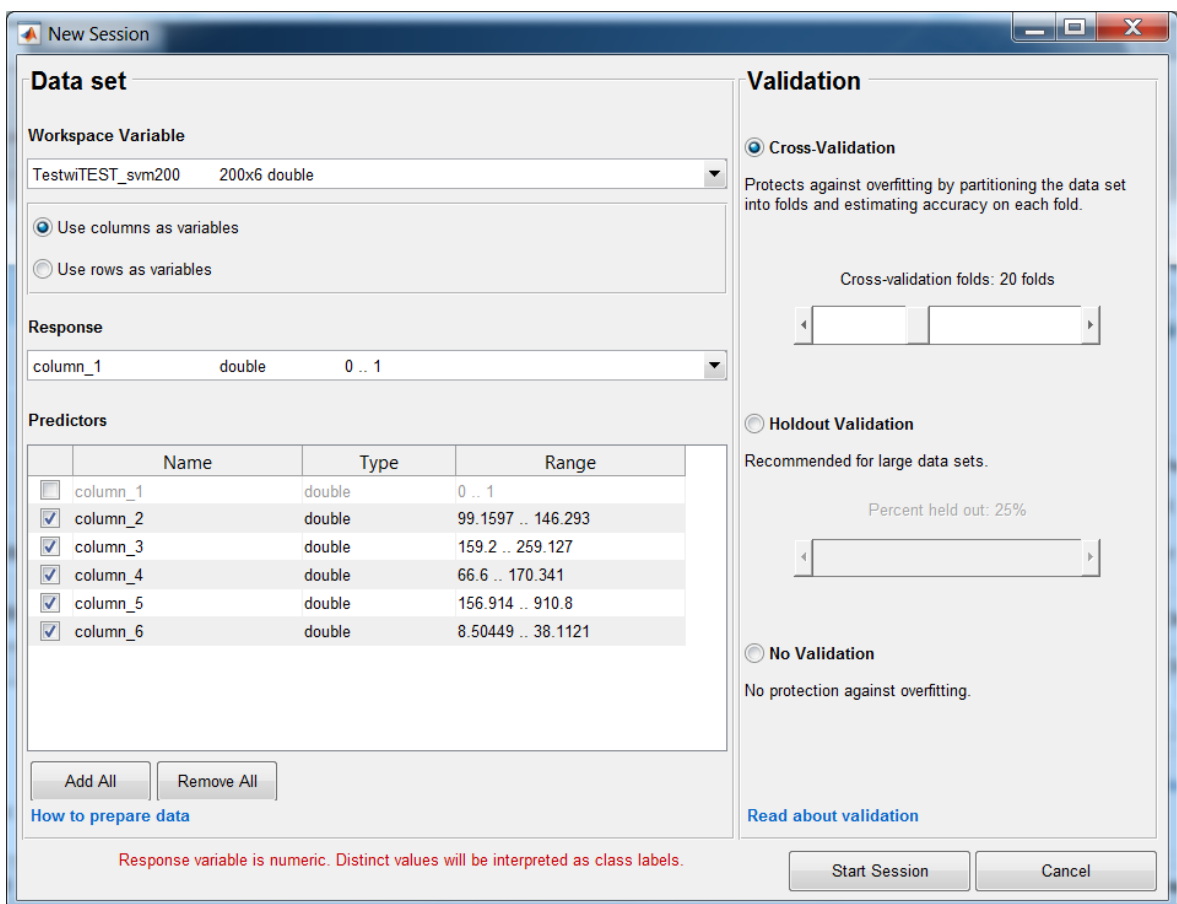 New Session
Data set
Workspace Variable
TestwiTEST_svm200 200x6 double
Use columns as variables
Use rows as variables
Response
column_1 double 0 .. 1
Predictors
Name Type Range
column_1 double 0 .. 1
column_2 double 99.1597 .. 146.293
column_3 double 159.2 .. 259.127
column_4 double 66.6 .. 170.341
column_5 double 156.914 .. 910.8
column_6 double 8.50449 .. 38.1121
Add All Remove All
How to prepare data
Validation
Cross-Validation
Protects against overfitting by partitioning the data set
into folds and estimating accuracy on each fold.
Cross-validation folds: 20 folds
Holdout Validation
Recommended for large data sets.
Percent held out: 25%
No Validation
No protection against overfitting.
Read about validation
Response variable is numeric. Distinct values will be interpreted as class labels.
Start Session Cancel